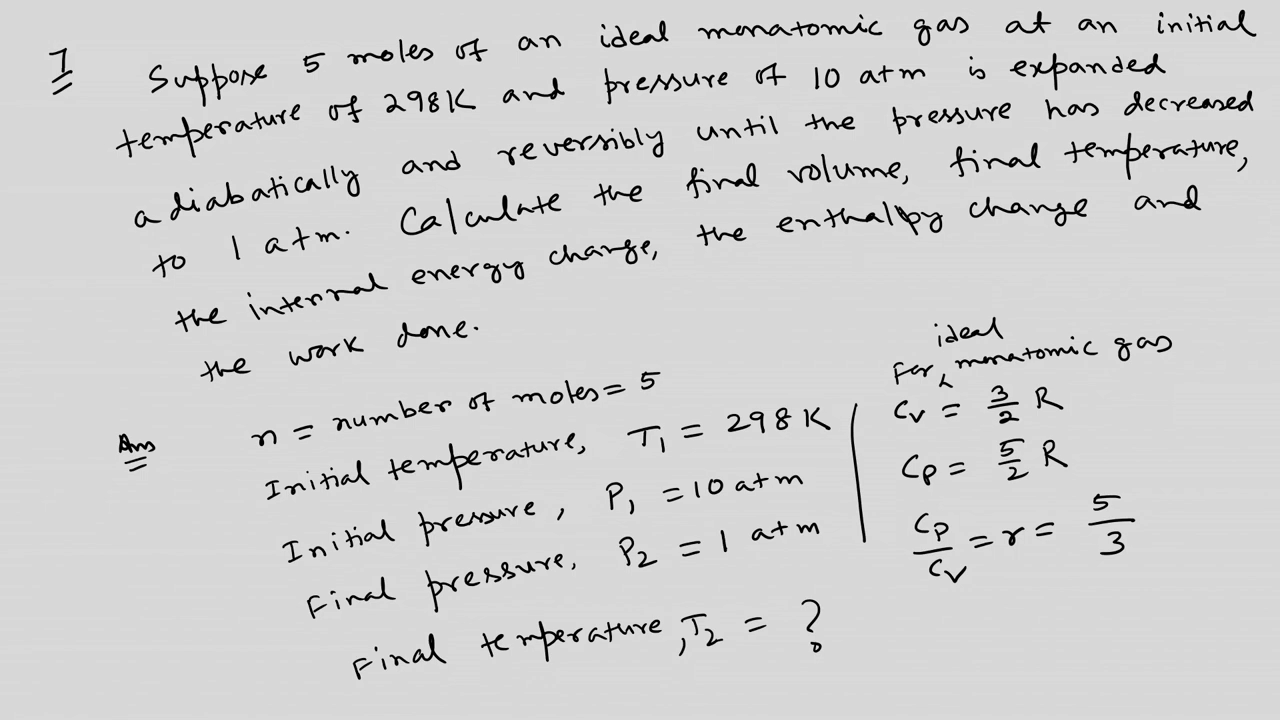 7 Suppose 5 moles of an ideal monatomic gas at an initial
temperature of 298K and pressure of 10 atm is expanded
adiabatically and reversibly until the pressure has decreased
to 1 atm. Calculate the final volume, final temperature,
the internal energy change, the enthalpy change and
the work done.
Ans n = number of moles = 5
Initial temperature, T₁ = 298K
Initial pressure, P₁ = 10 atm
Final pressure, P₂ = 1 atm
Final temperature, T₂ = ?
ideal
For ^ monatomic gas
Cv = 3/2 R
Cp = 5/2 R
Cp/Cv = r = 5/3